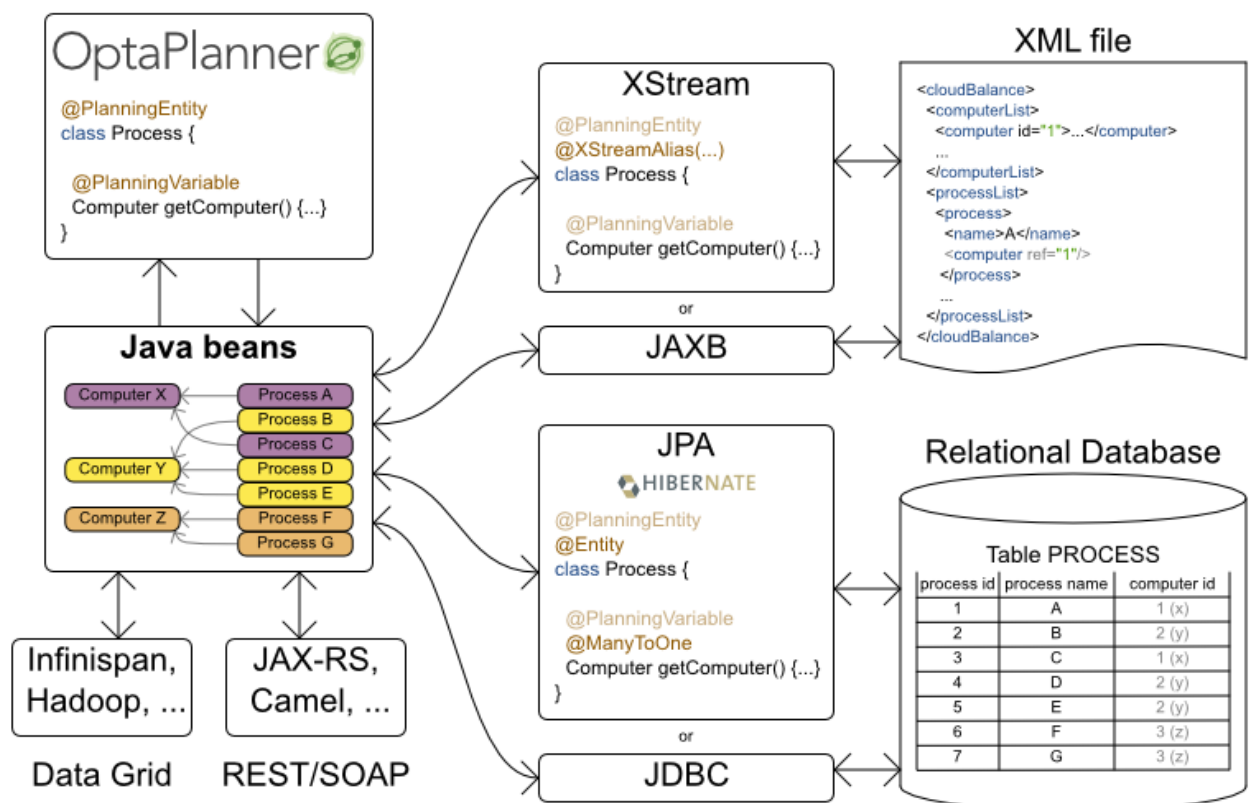 OptaPlanner
@PlanningEntity
class Process {
@PlanningVariable
Computer getComputer() {...}
}
Java beans
Computer X
Computer Y
Computer Z
Process A
Process B
Process C
Process D
Process E
Process F
Process G
Infinispan,
Hadoop, ...
Data Grid
JAX-RS,
Camel, ...
REST/SOAP
XStream
@PlanningEntity
@XStreamAlias(...)
class Process {
@PlanningVariable
Computer getComputer() {...}
}
or
JAXB
JPA
HIBERNATE
@PlanningEntity
@Entity
class Process {
@PlanningVariable
@ManyToOne
Computer getComputer() {...}
}
or
JDBC
XML file
<cloudBalance>
<computerList>
<computer id="1">...</computer>
...
</computerList>
<processList>
<process>
<name>A</name>
<computer ref="1"/>
</process>
...
</processList>
</cloudBalance>
Relational Database
Table PROCESS
process id process name computer id
1 A 1 (x)
2 B 2 (y)
3 C 1 (x)
4 D 2 (y)
5 E 2 (y)
6 F 3 (z)
7 G 3 (z)